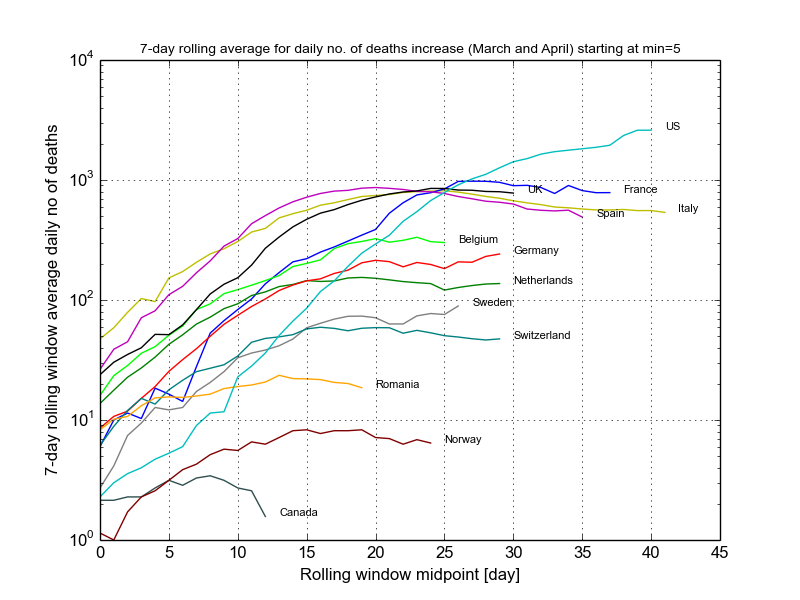 7-day rolling average for daily no. of deaths increase (March and April) starting at min=5
10^4
10^3
10^2
10^1
10^0
7-day rolling window average daily no of deaths
US
UK
France
Italy
Spain
Belgium
Germany
Netherlands
Sweden
Switzerland
Romania
Norway
Canada
0 5 10 15 20 25 30 35 40 45
Rolling window midpoint [day]